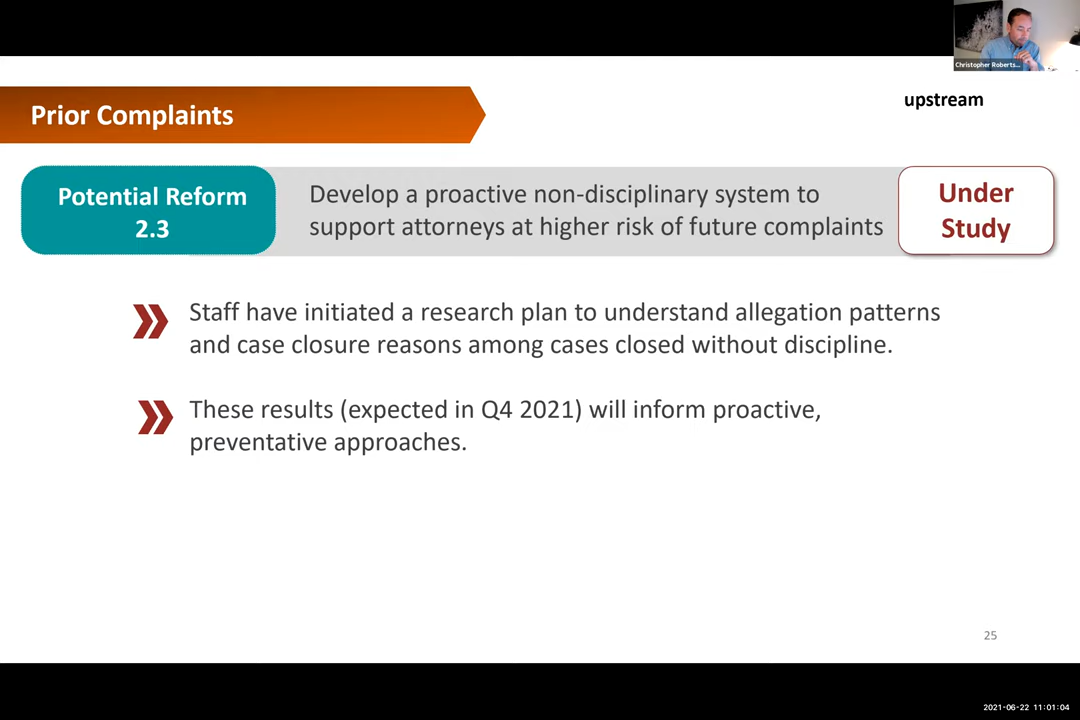 Christopher Roberts...
upstream
Prior Complaints
Potential Reform
2.3
Develop a proactive non-disciplinary system to
support attorneys at higher risk of future complaints
Under
Study
Staff have initiated a research plan to understand allegation patterns
and case closure reasons among cases closed without discipline.
These results (expected in Q4 2021) will inform proactive,
preventative approaches.
25
2021-06-22 11:01:04